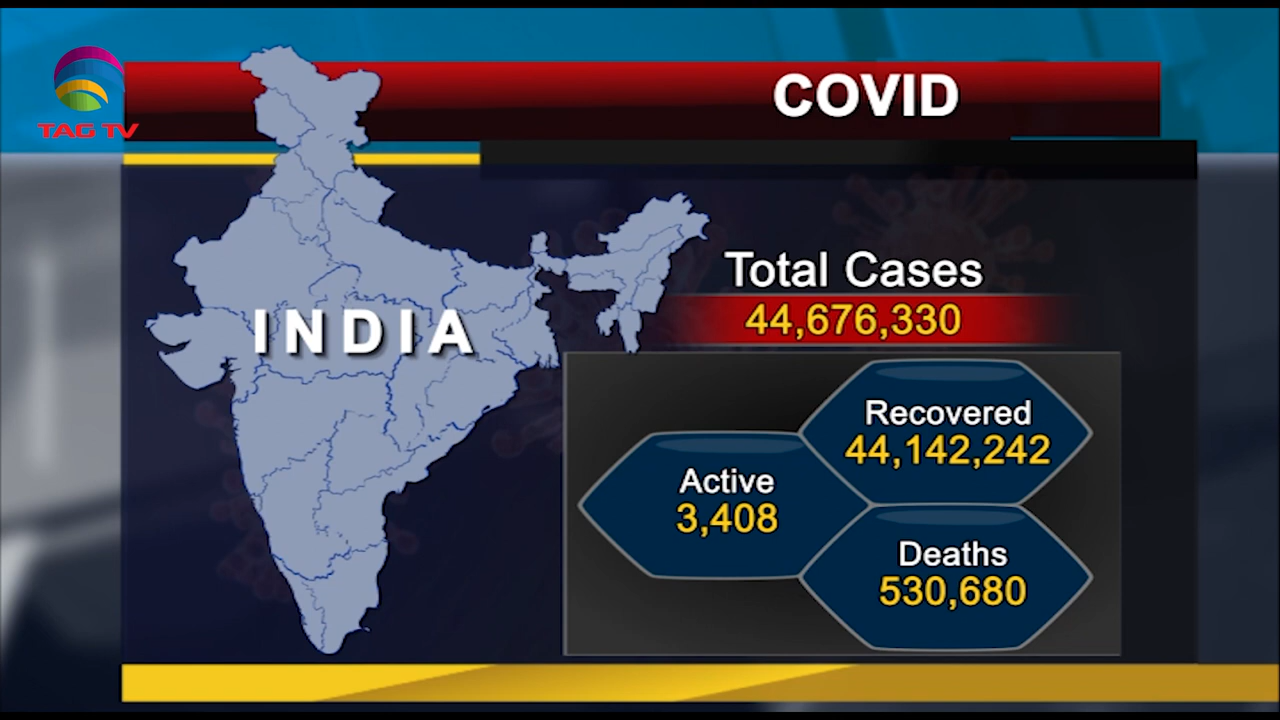 TAG TV
COVID
INDIA
Total Cases
44,676,330
Recovered
44,142,242
Active
3,408
Deaths
530,680